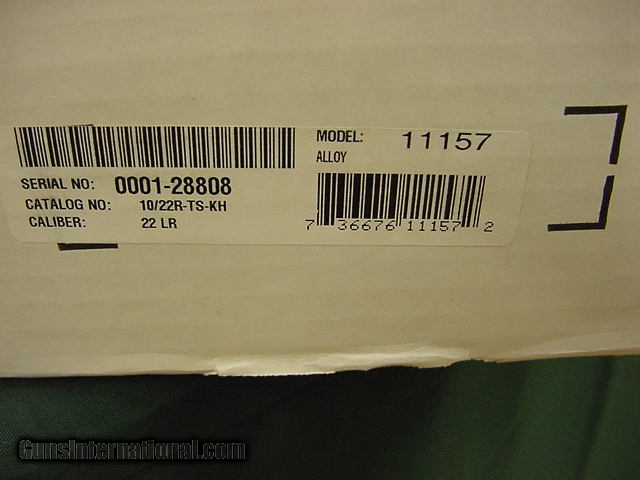 MODEL: 11157
ALLOY
SERIAL NO: 0001-28808
CATALOG NO: 10/22R-TS-KH
CALIBER: 22 LR
7 36676 11157 2
GunsInternational.com